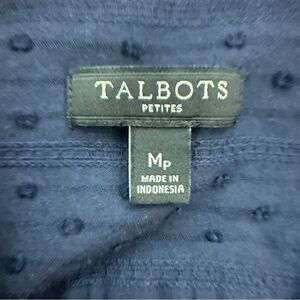 TALBOTS
PETITES
MP
MADE IN
INDONESIA